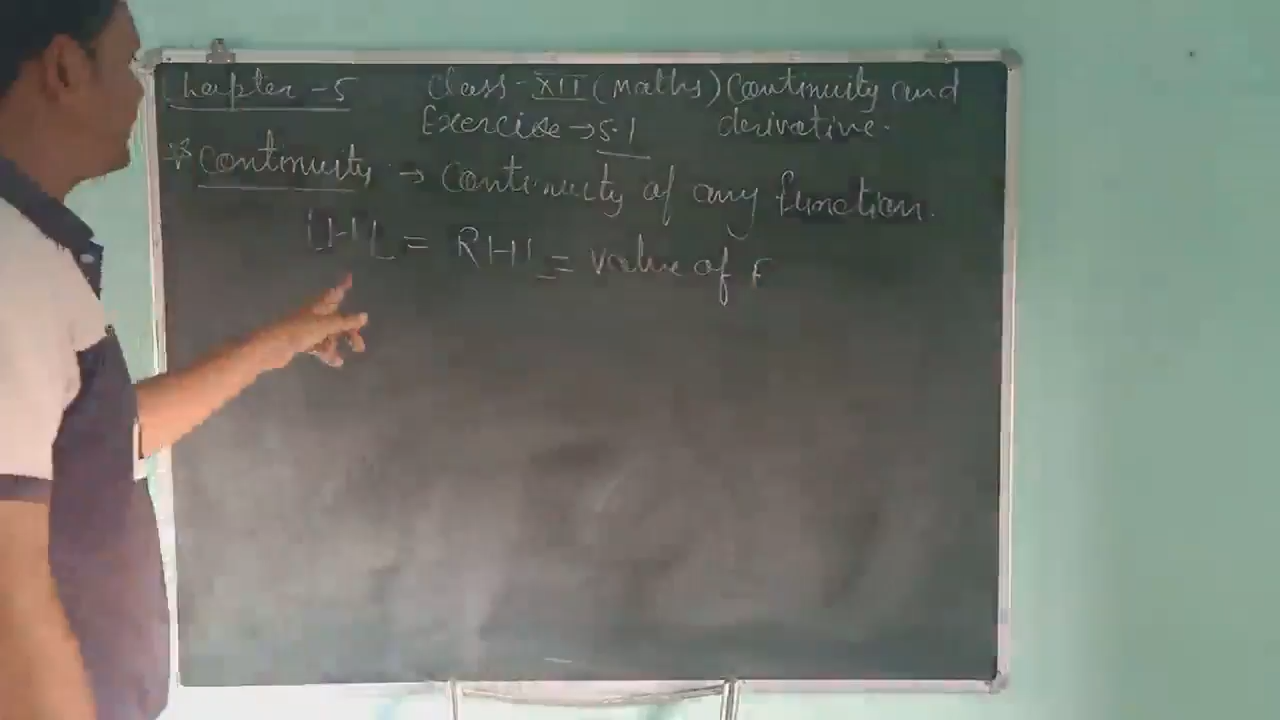 Chapter - 5 Class - XII (Maths) Continuity and
Exercise → 5.1 derivative.
* Continuity → Continuity of any function.
LHL = RHL = value of F